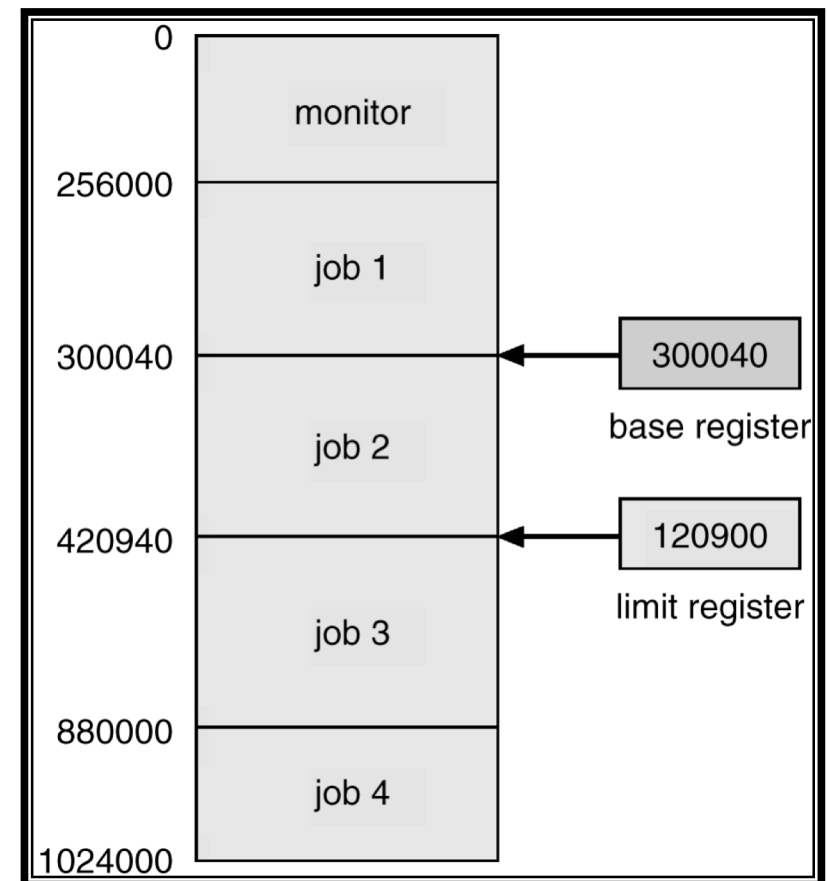 0
monitor
256000
job 1
300040
300040
base register
job 2
420940
120900
limit register
job 3
880000
job 4
1024000